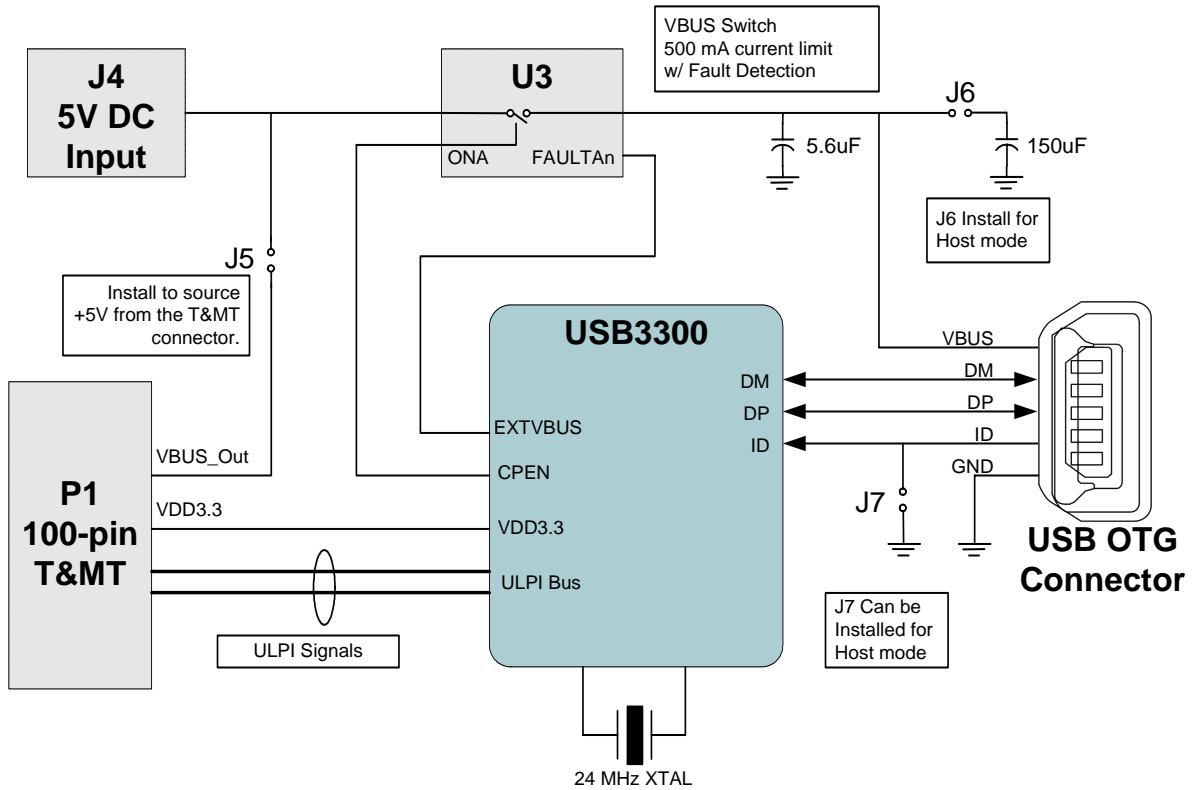 J4
5V DC
Input
U3
ONA
FAULTAn
VBUS Switch
500 mA current limit
w/ Fault Detection
J6
5.6uF
150uF
J6 Install for
Host mode
J5
Install to source
+5V from the T&MT
connector.
USB3300
VBUS
DM
DM
DP
DP
ID
ID
GND
EXTVBUS
CPEN
VDD3.3
ULPI Bus
P1
100-pin
T&MT
VBUS_Out
VDD3.3
ULPI Signals
J7
J7 Can be
Installed for
Host mode
USB OTG
Connector
24 MHz XTAL